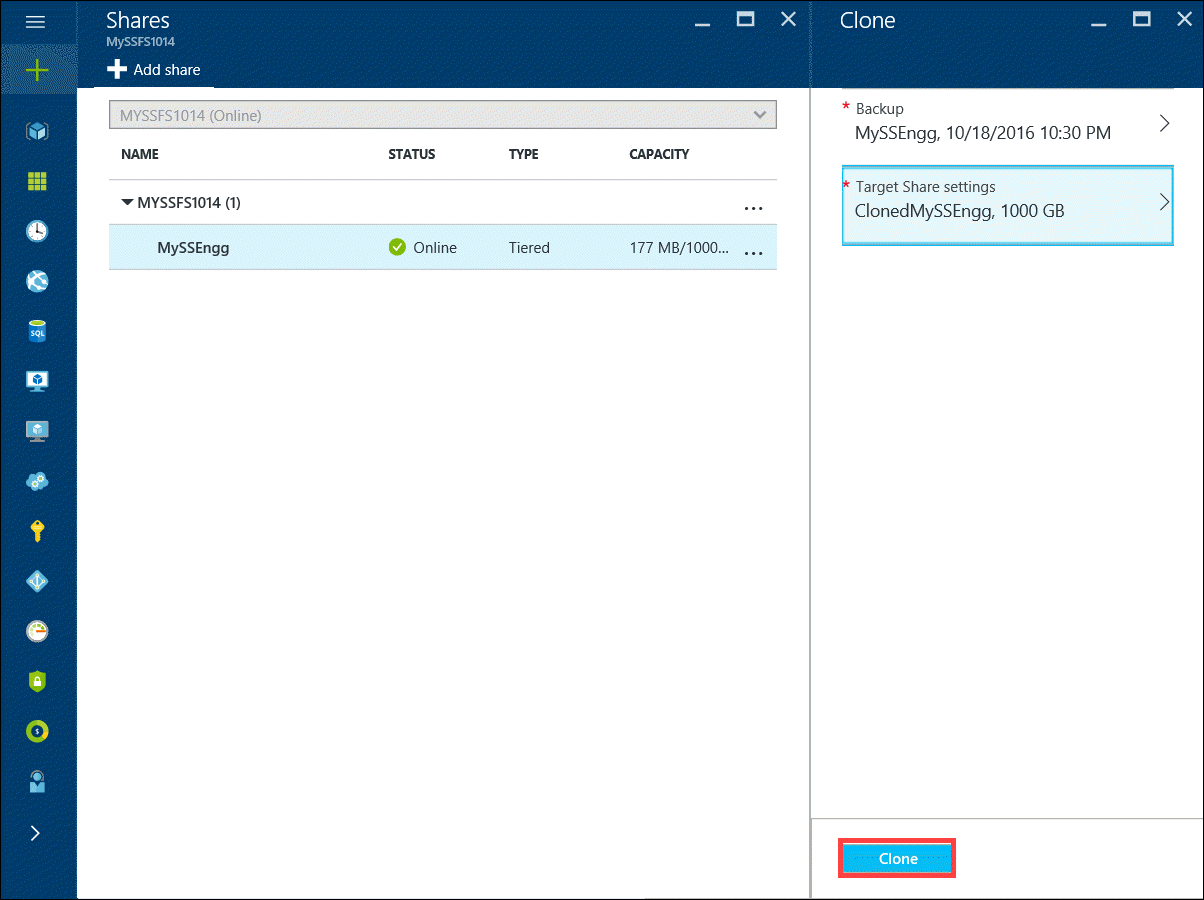 Shares
MySSFS1014
Add share
MYSSFS1014 (Online)
NAME STATUS TYPE CAPACITY
MYSSFS1014 (1) ...
MySSEngg Online Tiered 177 MB/1000... ...
Clone
* Backup
MySSEngg, 10/18/2016 10:30 PM
* Target Share settings
ClonedMySSEngg, 1000 GB
Clone
SQL
$